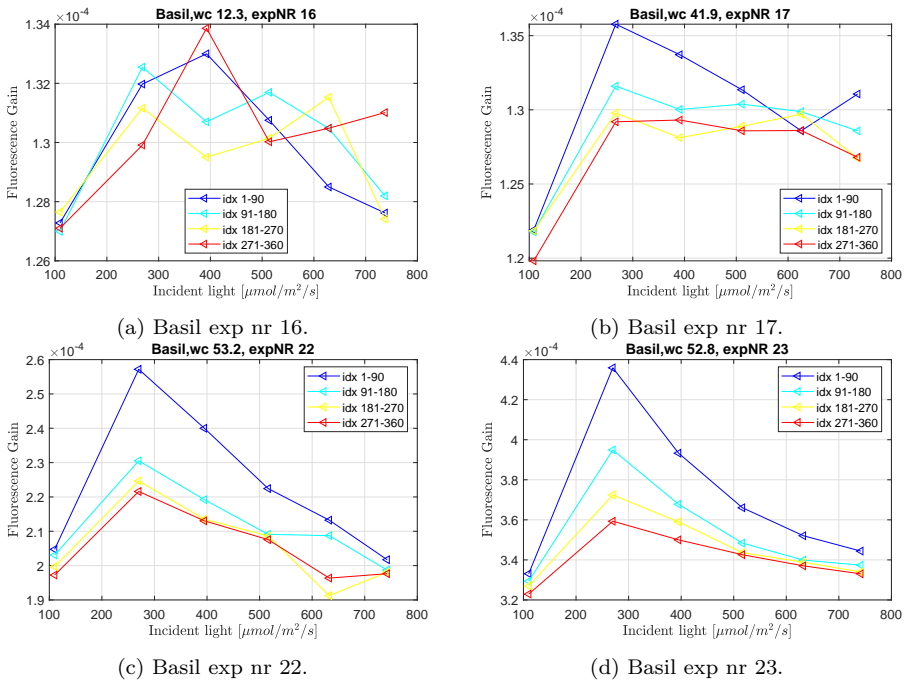 Basil,wc 12.3, expNR 16
×10⁻⁴
1.34
1.32
1.3
1.28
1.26
Fluorescence Gain
idx 1-90
idx 91-180
idx 181-270
idx 271-360
100 200 300 400 500 600 700 800
Incident light [μmol/m²/s]
(a) Basil exp nr 16.
Basil,wc 41.9, expNR 17
×10⁻⁴
1.35
1.3
1.25
1.2
Fluorescence Gain
idx 1-90
idx 91-180
idx 181-270
idx 271-360
100 200 300 400 500 600 700 800
Incident light [μmol/m²/s]
(b) Basil exp nr 17.
Basil,wc 53.2, expNR 22
×10⁻⁴
2.6
2.5
2.4
2.3
2.2
2.1
2
1.9
Fluorescence Gain
idx 1-90
idx 91-180
idx 181-270
idx 271-360
100 200 300 400 500 600 700 800
Incident light [μmol/m²/s]
(c) Basil exp nr 22.
Basil,wc 52.8, expNR 23
×10⁻⁴
4.4
4.2
4
3.8
3.6
3.4
3.2
Fluorescence Gain
idx 1-90
idx 91-180
idx 181-270
idx 271-360
100 200 300 400 500 600 700 800
Incident light [μmol/m²/s]
(d) Basil exp nr 23.